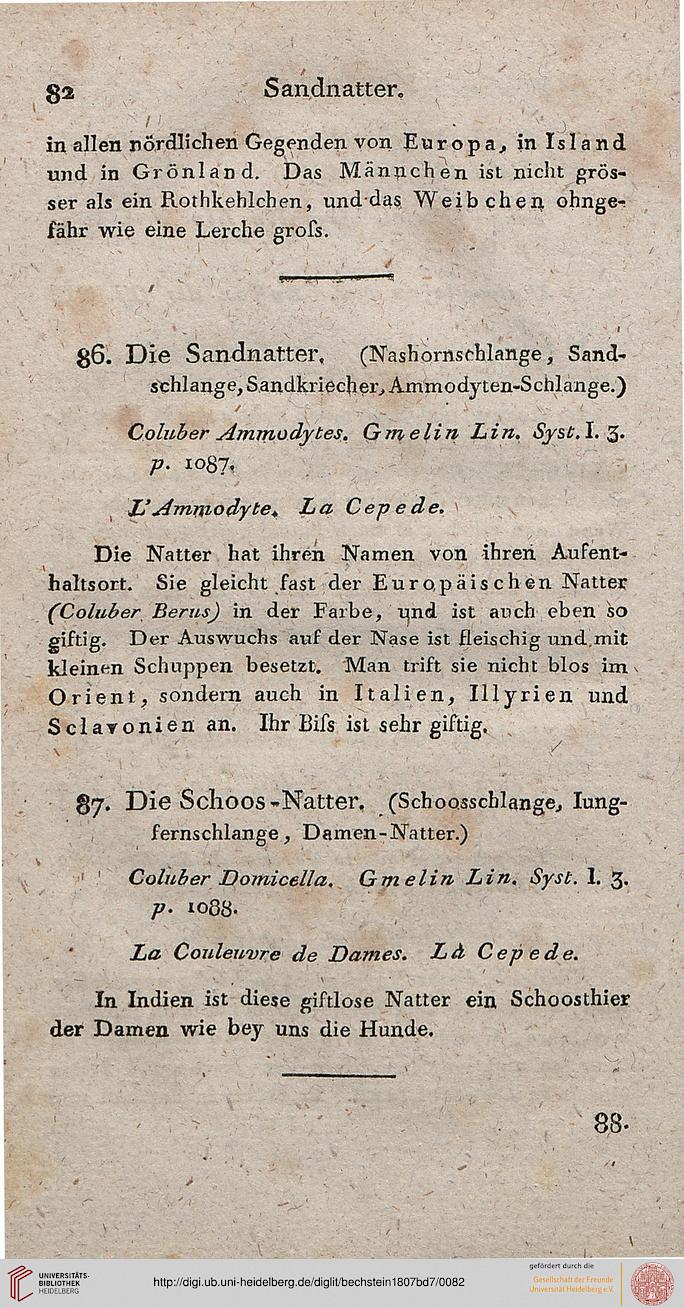 82 Sandnatter.
in allen nördlichen Gegenden von Europa, in Island
und in Grönland. Das Männchen ist nicht grös-
ser als ein Rothkehlchen, und das Weibchen ohnge-
fähr wie eine Lerche groſs.
86. Die Sandnatter. (Nashornschlange, Sand-
schlange, Sandkriecher, Ammodyten-Schlange.)
Coluber Ammodytes. Gmelin Lin. Syst. I. 3.
p. 1087.
L'Ammodyte. La Cepede.
Die Natter hat ihren Namen von ihren Aufent-
haltsort. Sie gleicht fast der Europäischen Natter
(Coluber Berus) in der Farbe, und ist auch eben so
giftig. Der Auswuchs auf der Nase ist fleischig und mit
kleinen Schuppen besetzt. Man trift sie nicht blos im
Orient, sondern auch in Italien, Illyrien und
Sclavonien an. Ihr Biſs ist sehr giftig.
87. Die Schoos-Natter. (Schoosschlange, Iung-
fernschlange, Damen-Natter.)
Coluber Domicella. Gmelin Lin. Syst. I. 3.
p. 1088.
La Couleuvre de Dames. Là Cepede.
In Indien ist diese giftlose Natter ein Schoosthier
der Damen wie bey uns die Hunde.
88.
UNIVERSITÄTS-
BIBLIOTHEK
HEIDELBERG
http://digi.ub.uni-heidelberg.de/diglit/bechstein1807bd7/0082
gefördert durch die
Gesellschaft der Freunde
Universität Heidelberg e.V.